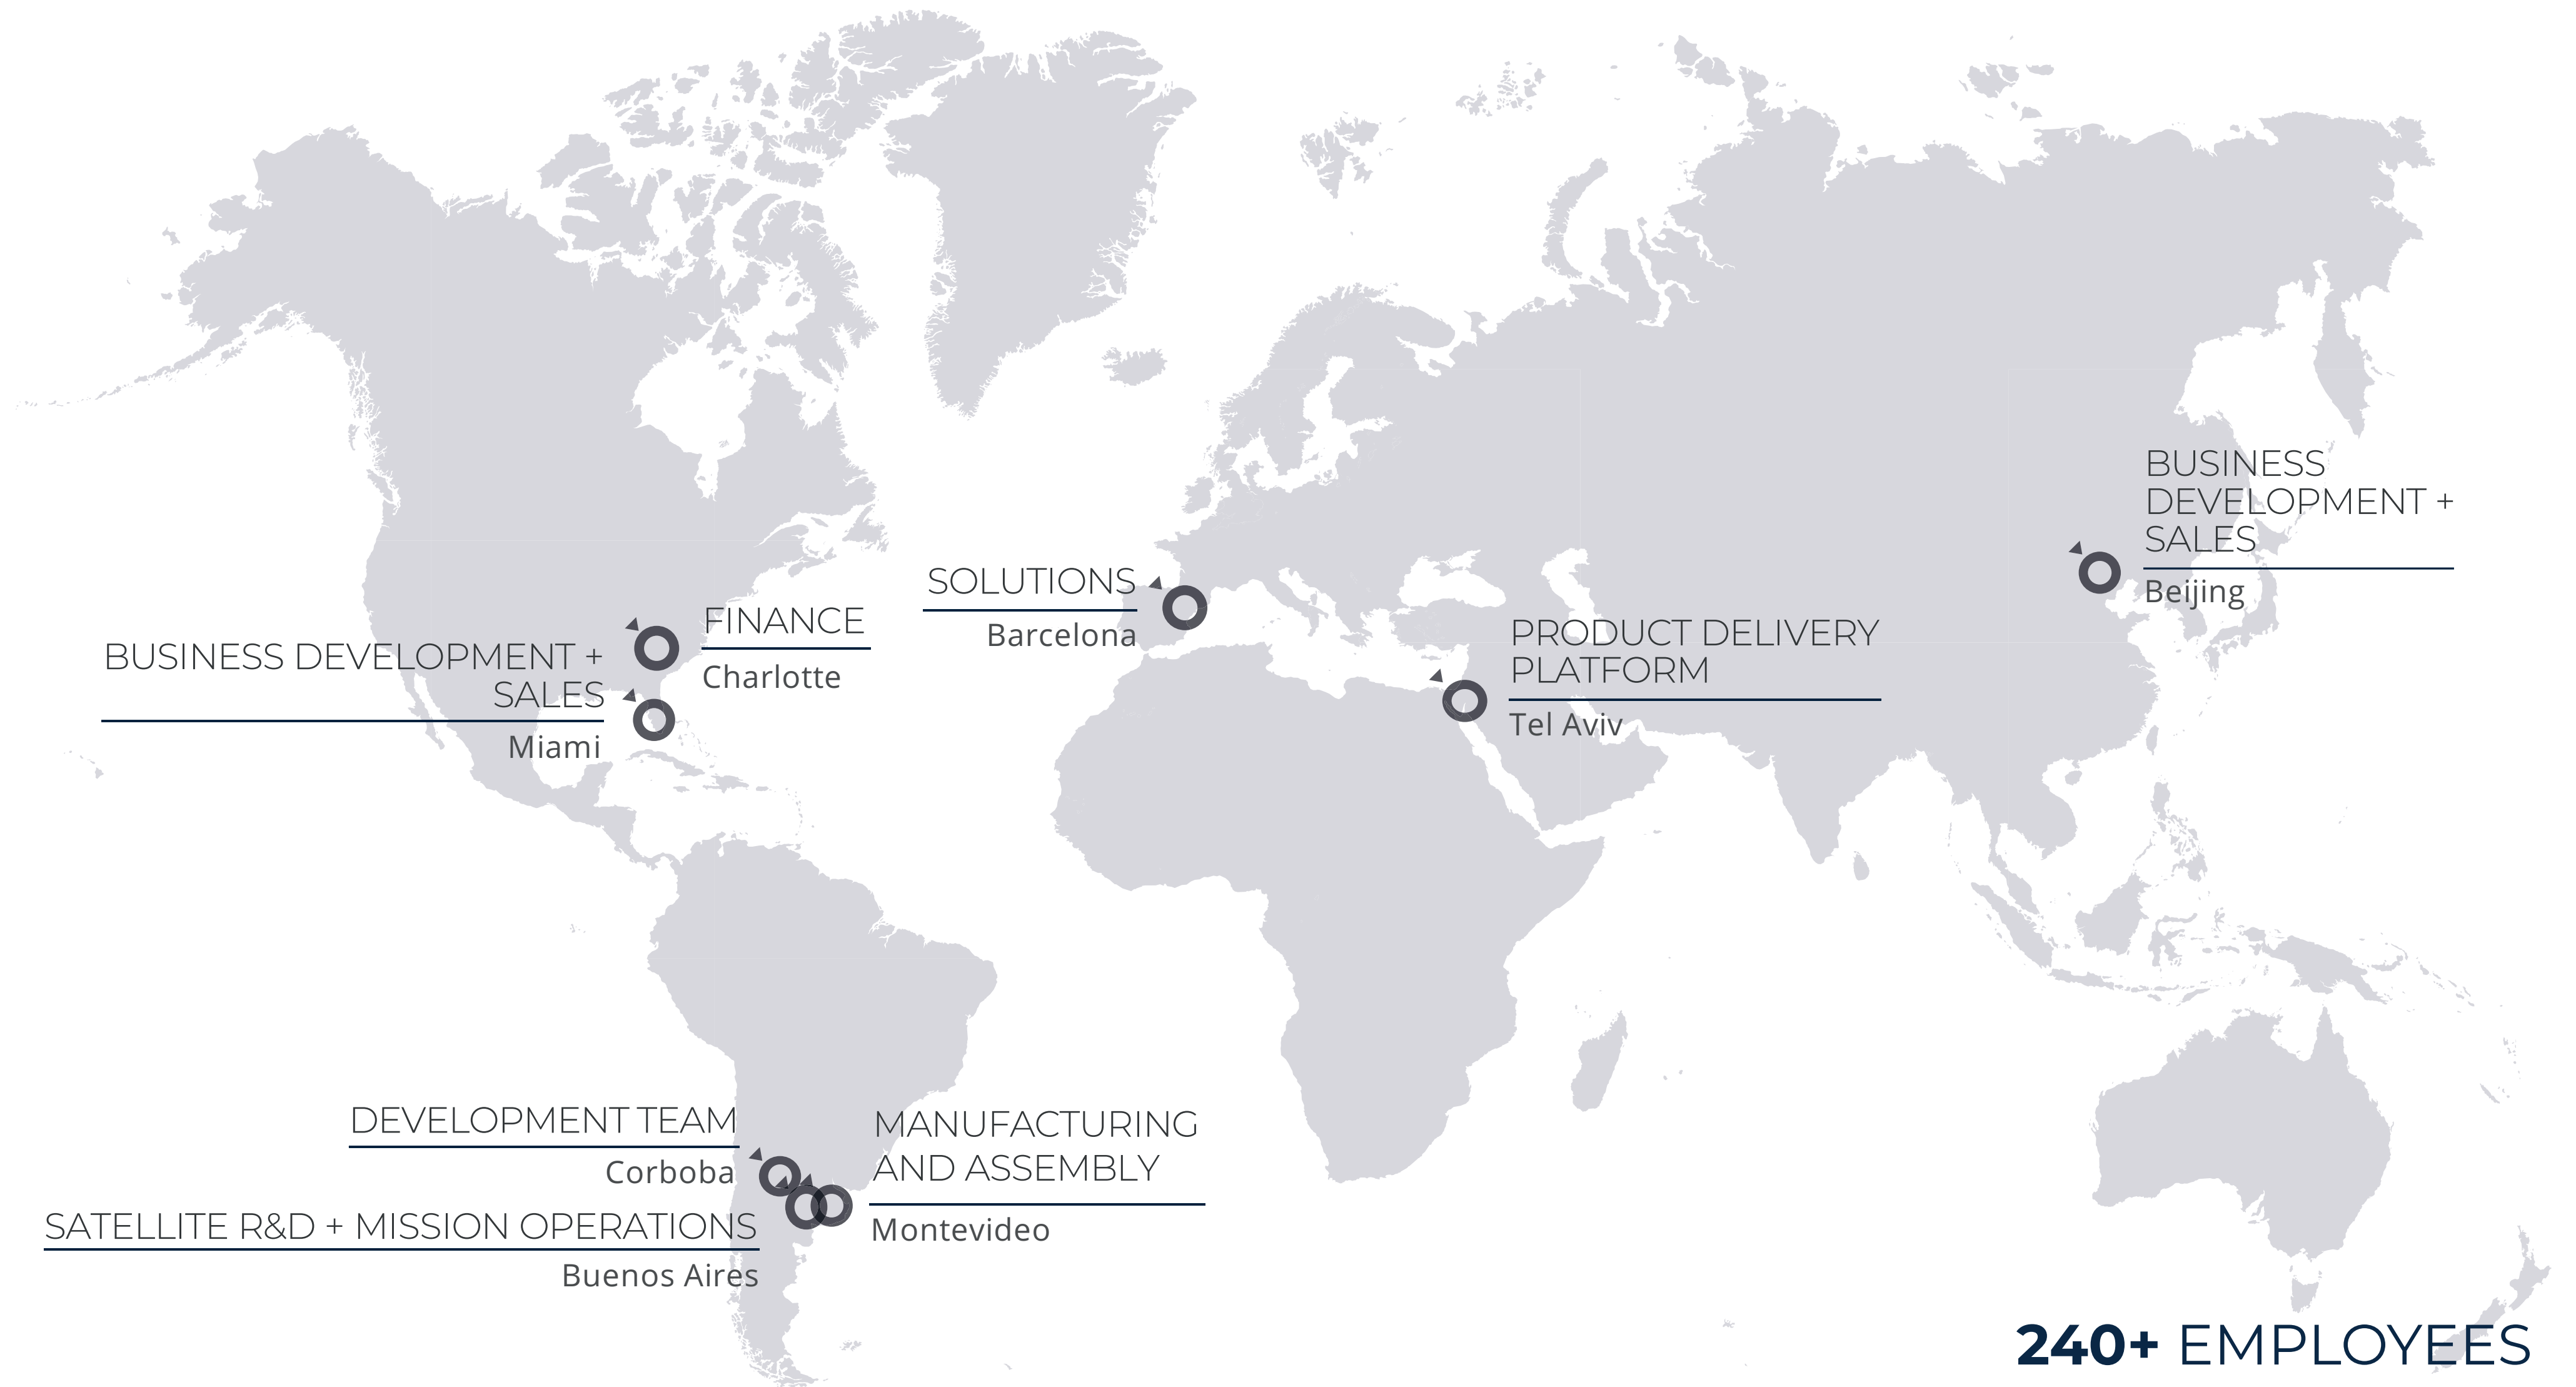 BUSINESS
DEVELOPMENT +
SALES
Beijing
SOLUTIONS
Barcelona
FINANCE
Charlotte
BUSINESS DEVELOPMENT +
SALES
Miami
PRODUCT DELIVERY
PLATFORM
Tel Aviv
DEVELOPMENT TEAM
Corboba
MANUFACTURING
AND ASSEMBLY
Montevideo
SATELLITE R&D + MISSION OPERATIONS
Buenos Aires
240+ EMPLOYEES